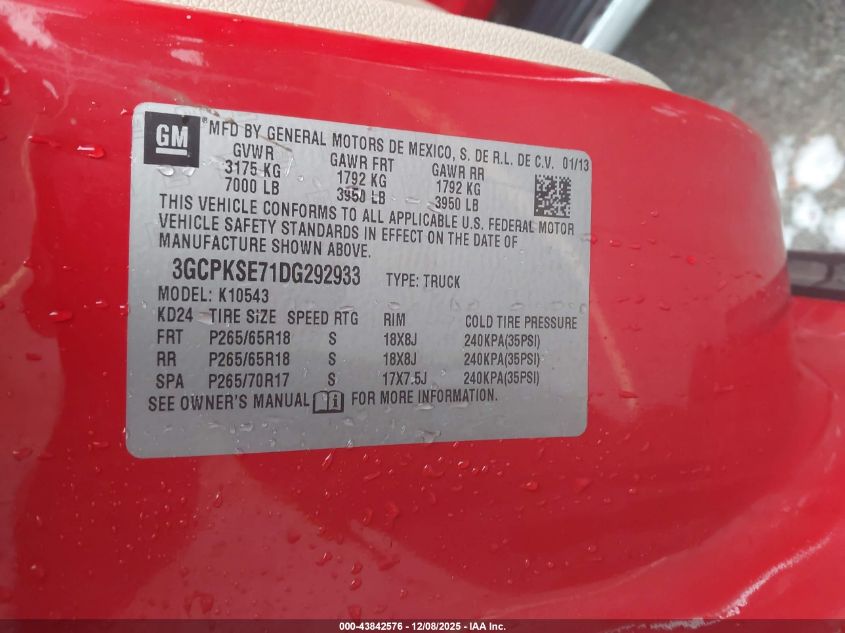 GM
MFD BY GENERAL MOTORS DE MEXICO, S. DE R.L. DE C.V. 01/13
GVWR GAWR FRT GAWR RR
3175 KG 1792 KG 1792 KG
7000 LB 3950 LB 3950 LB
THIS VEHICLE CONFORMS TO ALL APPLICABLE U.S. FEDERAL MOTOR
VEHICLE SAFETY STANDARDS IN EFFECT ON THE DATE OF
MANUFACTURE SHOWN ABOVE.
3GCPKSE71DG292933 TYPE: TRUCK
MODEL: K10543
KD24 TIRE SIZE SPEED RTG RIM COLD TIRE PRESSURE
FRT P265/65R18 S 18X8J 240KPA(35PSI)
RR P265/65R18 S 18X8J 240KPA(35PSI)
SPA P265/70R17 S 17X7.5J 240KPA(35PSI)
SEE OWNER'S MANUAL FOR MORE INFORMATION.
000-43842576 - 12/08/2025 - IAA Inc.